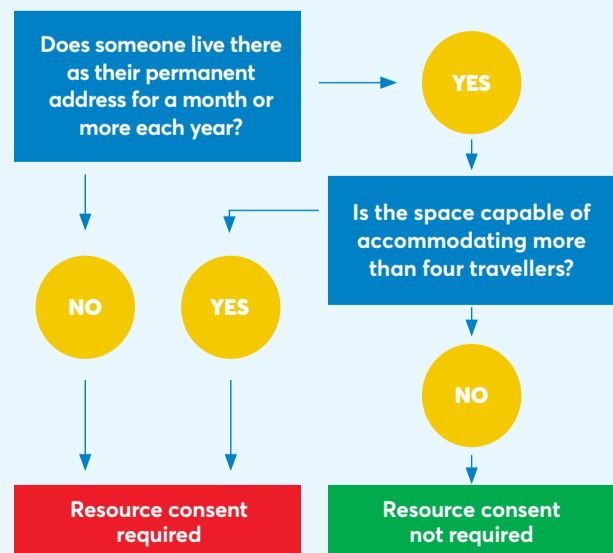 Does someone live there
as their permanent
address for a month or
more each year?
YES
Is the space capable of
accommodating more
than four travellers?
NO
YES
NO
Resource consent
required
Resource consent
not required